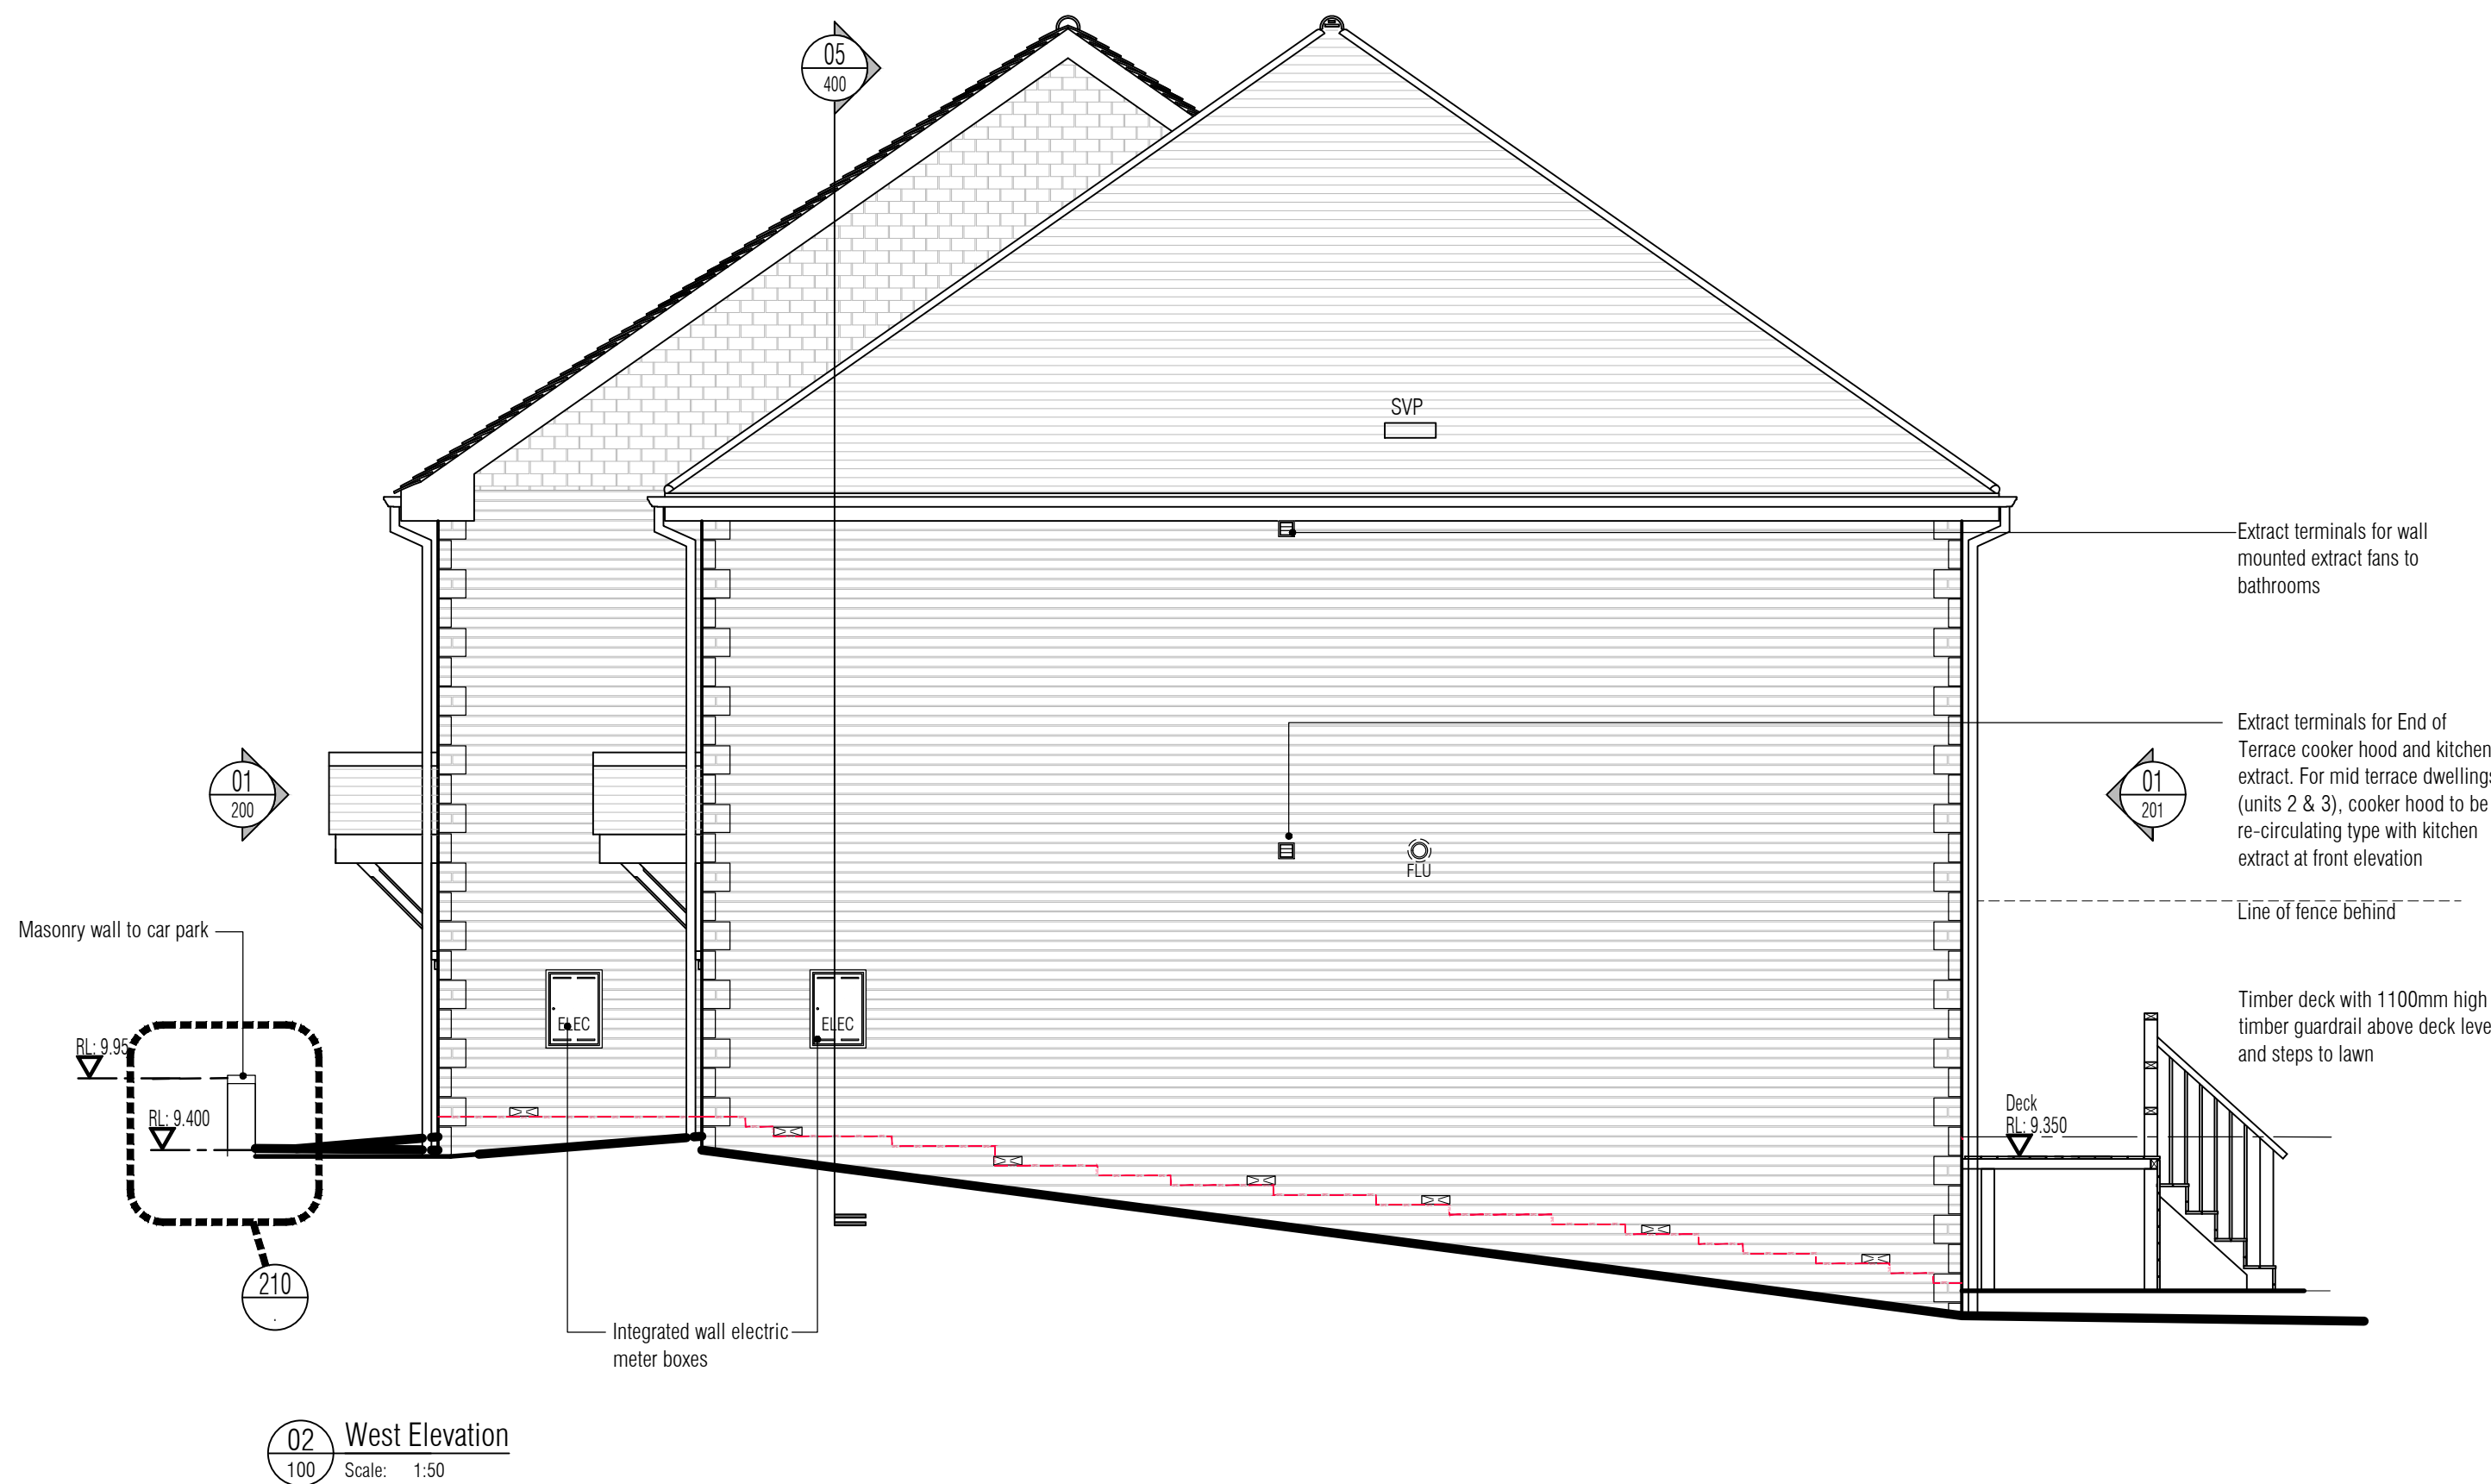 05
400
SVP
Extract terminals for wall
mounted extract fans to
bathrooms
Extract terminals for End of
Terrace cooker hood and kitchen
extract. For mid terrace dwellings
(units 2 & 3), cooker hood to be
re-circulating type with kitchen
extract at front elevation
01
200
01
201
FLU
Line of fence behind
Masonry wall to car park
Timber deck with 1100mm high
timber guardrail above deck leve
and steps to lawn
ELEC
ELEC
RL: 9.95
RL: 9.400
Deck
RL: 9.350
210
.
Integrated wall electric
meter boxes
02
100
West Elevation
Scale: 1:50